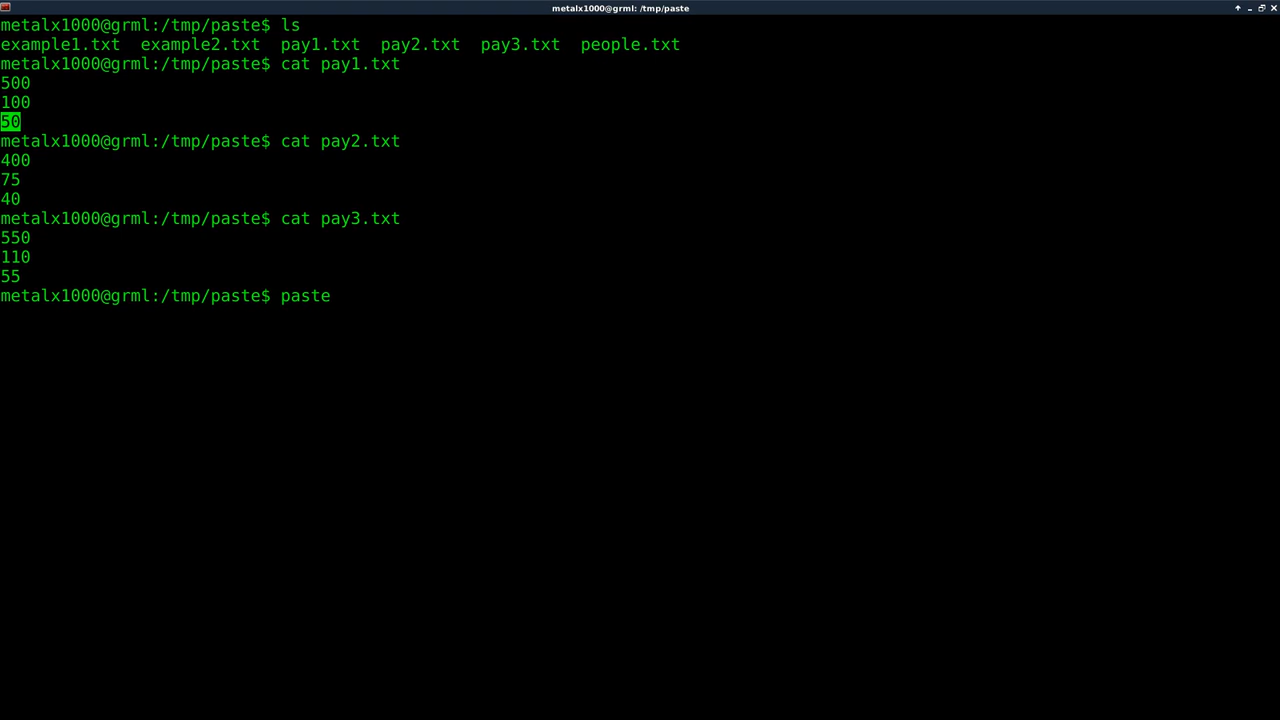 metalx1000@grml: /tmp/paste
metalx1000@grml:/tmp/paste$ ls
example1.txt  example2.txt  pay1.txt  pay2.txt  pay3.txt  people.txt
metalx1000@grml:/tmp/paste$ cat pay1.txt
500
100
50
metalx1000@grml:/tmp/paste$ cat pay2.txt
400
75
40
metalx1000@grml:/tmp/paste$ cat pay3.txt
550
110
55
metalx1000@grml:/tmp/paste$ paste